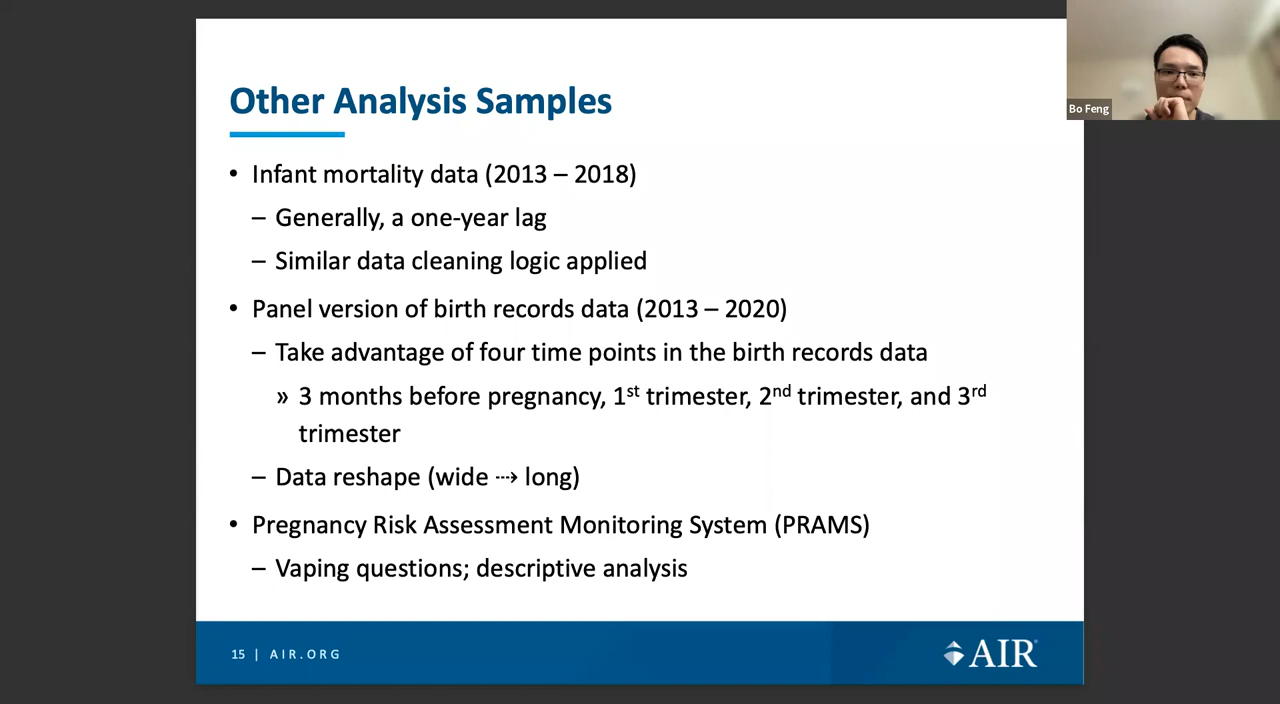 Other Analysis Samples
• Infant mortality data (2013 – 2018)
– Generally, a one-year lag
– Similar data cleaning logic applied
• Panel version of birth records data (2013 – 2020)
– Take advantage of four time points in the birth records data
» 3 months before pregnancy, 1st trimester, 2nd trimester, and 3rd
trimester
– Data reshape (wide ⇢ long)
• Pregnancy Risk Assessment Monitoring System (PRAMS)
– Vaping questions; descriptive analysis
15 | AIR.ORG
AIR
Bo Feng